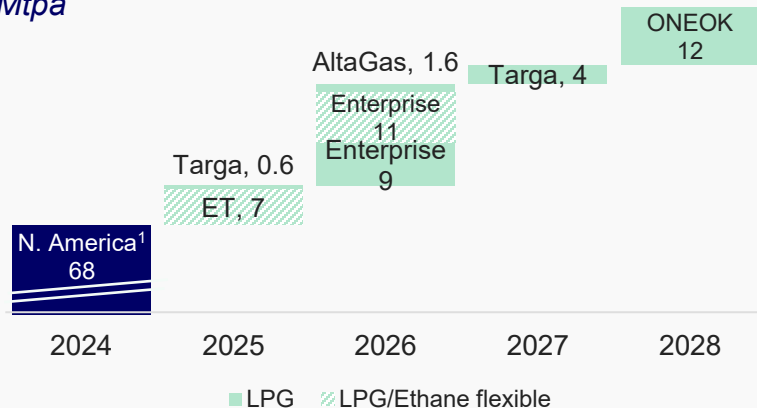 Mtpa
ONEOK
12
AltaGas, 1.6
Targa, 4
Enterprise
11
Enterprise
9
Targa, 0.6
ET, 7
N. America¹
68
2024 2025 2026 2027 2028
LPG LPG/Ethane flexible